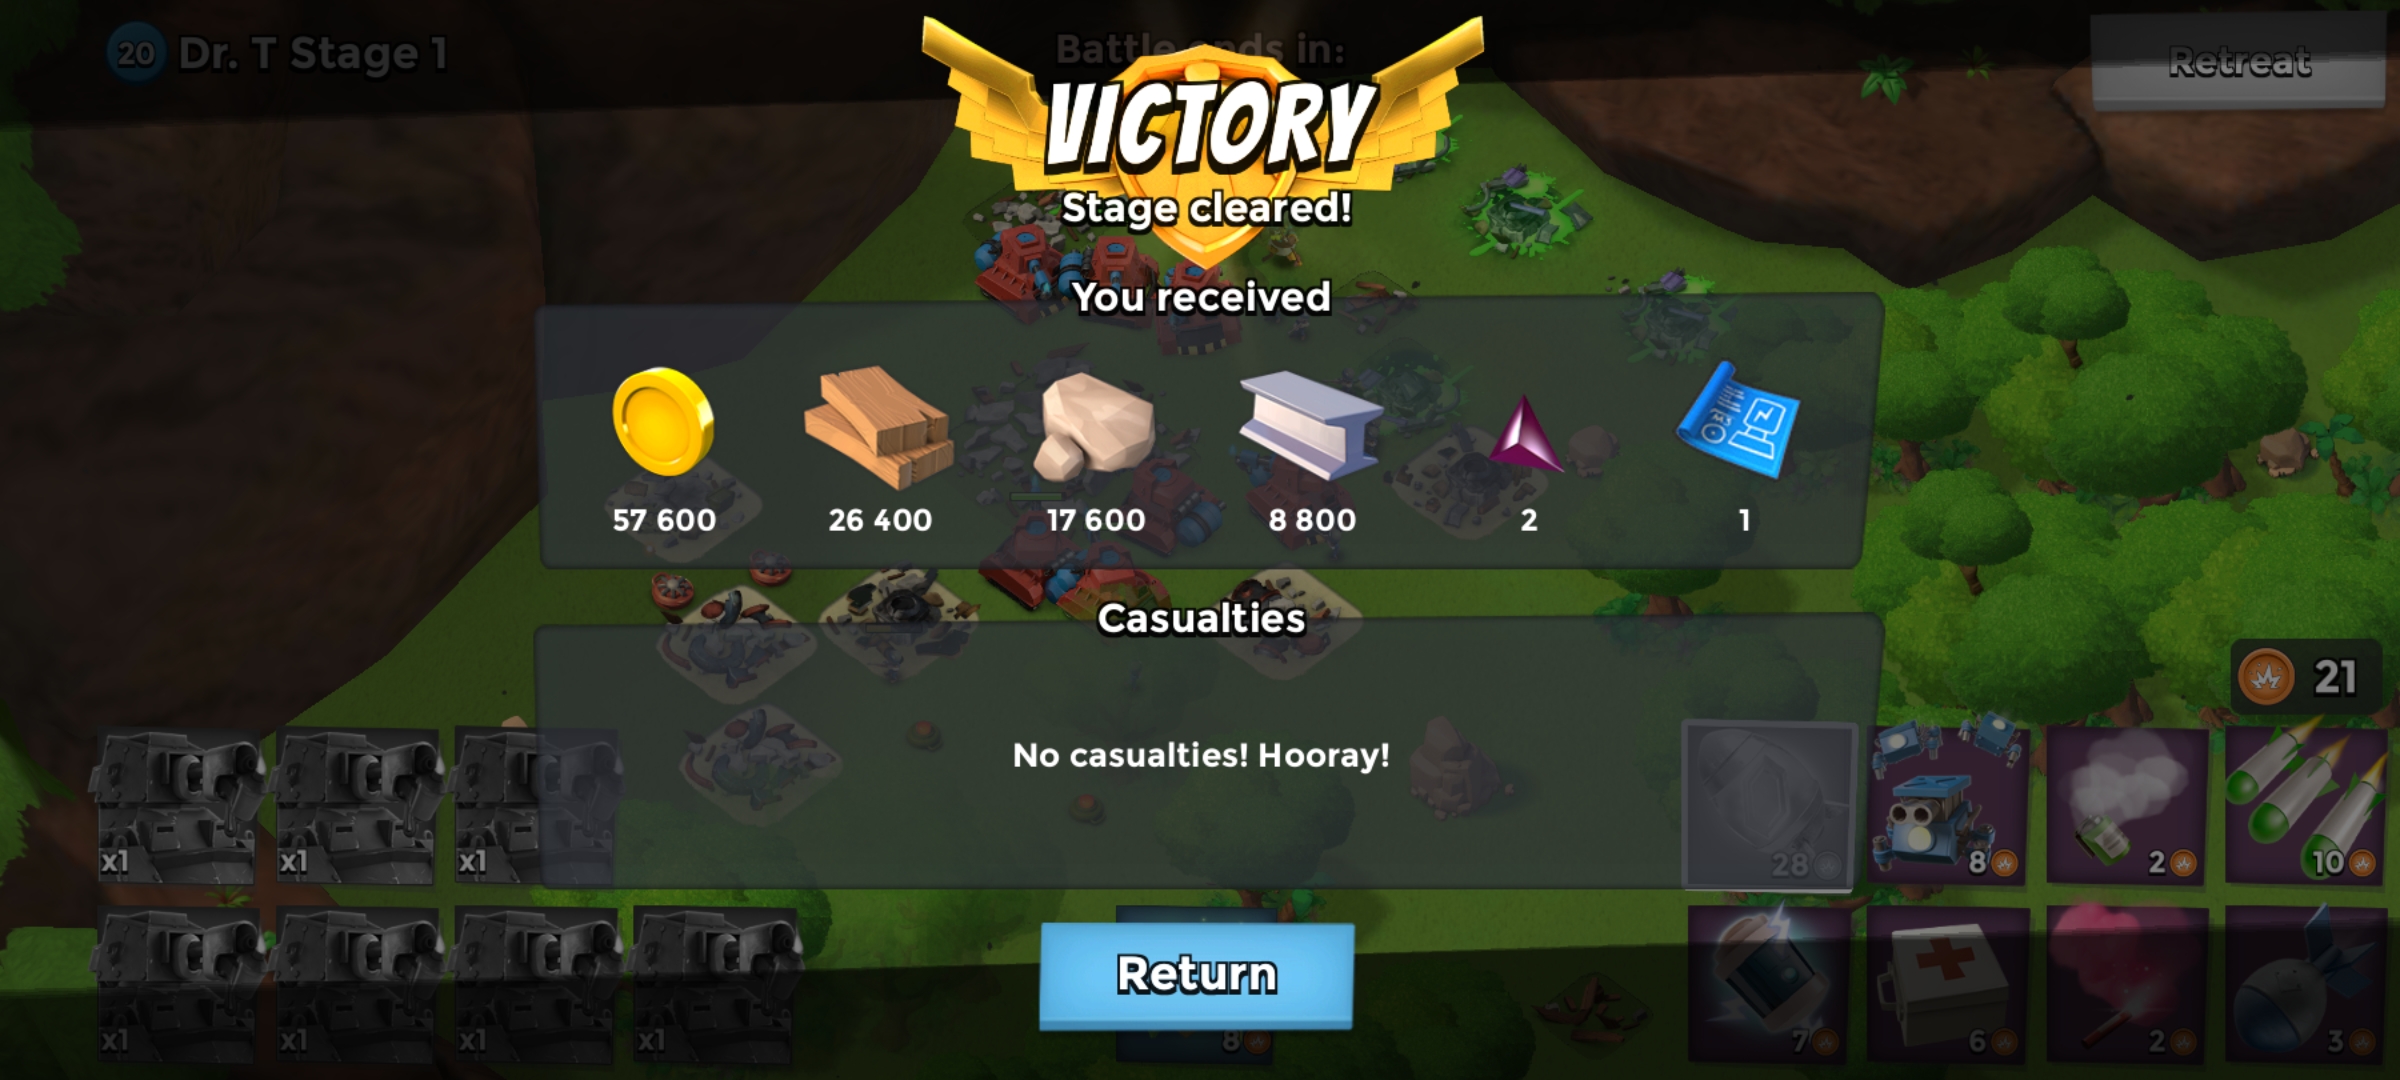 20 Dr. T Stage 1
Battle ends in:
Retreat
VICTORY
Stage cleared!
You received
57 600
26 400
17 600
8 800
2
1
Casualties
No casualties! Hooray!
21
x1
x1
x1
28
8
2
10
Return
x1
x1
x1
x1
8
7
6
2
3